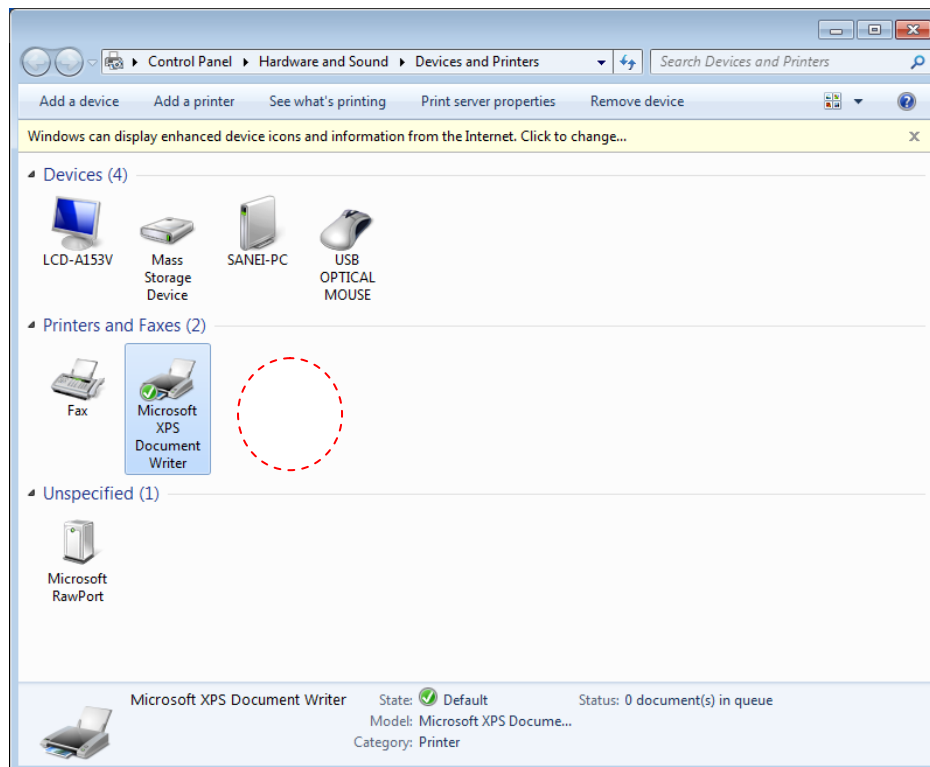 Control Panel Hardware and Sound Devices and Printers Search Devices and Printers
Add a device Add a printer See what's printing Print server properties Remove device
Windows can display enhanced device icons and information from the Internet. Click to change...
Devices (4)
LCD-A153V
Mass
Storage
Device
SANEI-PC
USB
OPTICAL
MOUSE
Printers and Faxes (2)
Fax
Microsoft
XPS
Document
Writer
Unspecified (1)
Microsoft
RawPort
Microsoft XPS Document Writer State: Default Status: 0 document(s) in queue
Model: Microsoft XPS Docume...
Category: Printer